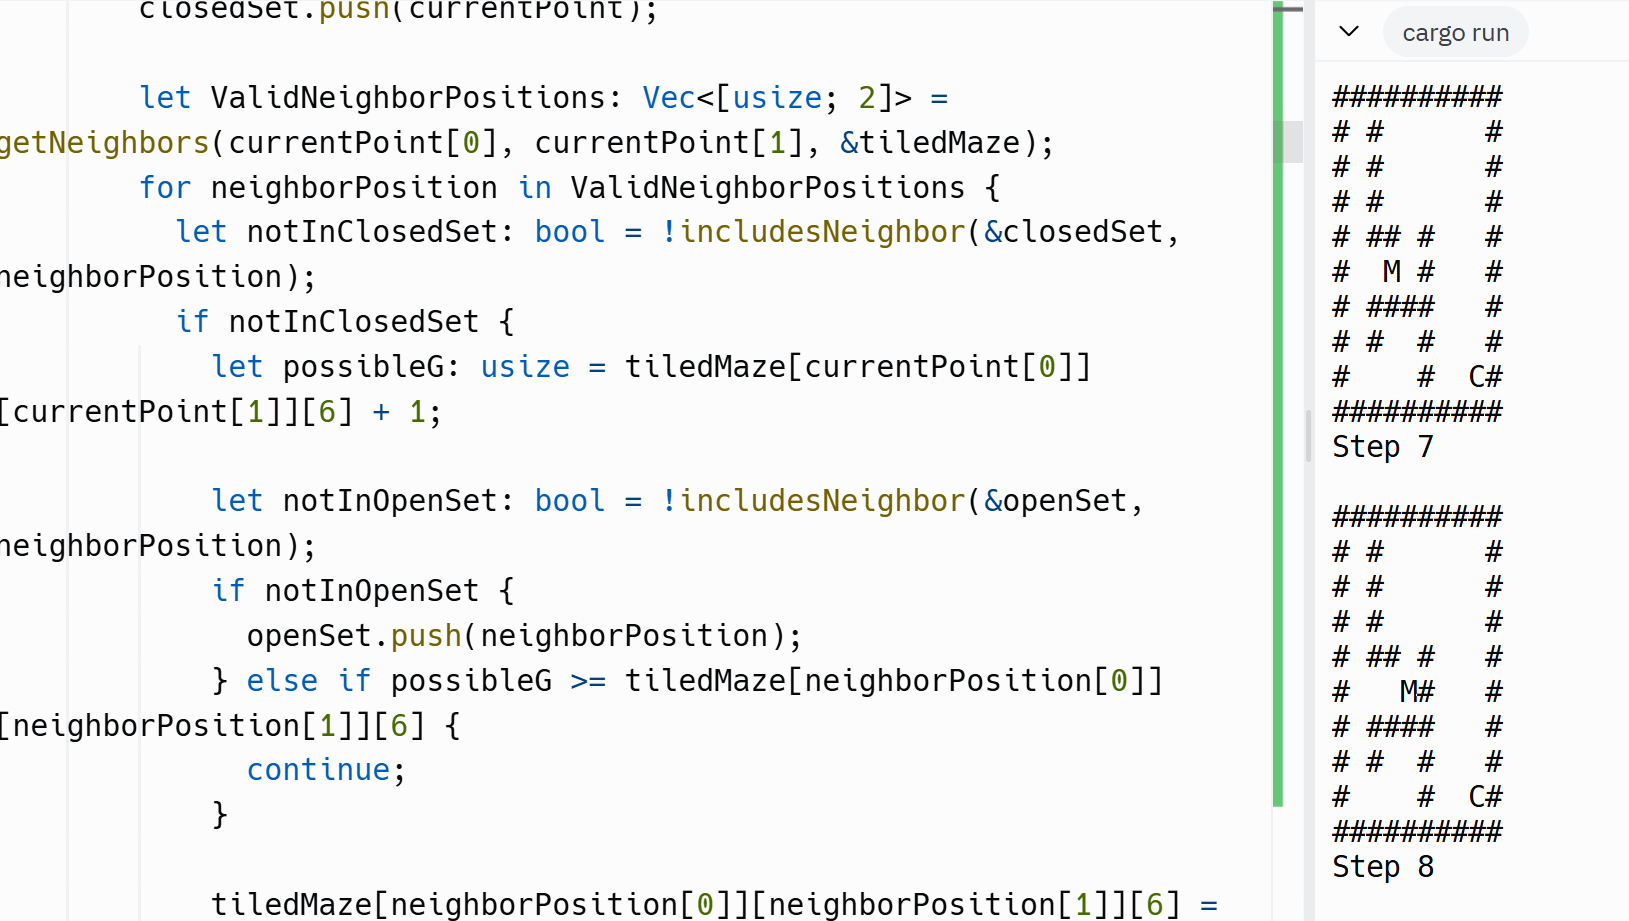 closedSet.push(currentPoint);
let ValidNeighborPositions: Vec<[usize; 2]> =
getNeighbors(currentPoint[0], currentPoint[1], &tiledMaze);
for neighborPosition in ValidNeighborPositions {
let notInClosedSet: bool = !includesNeighbor(&closedSet,
neighborPosition);
if notInClosedSet {
let possibleG: usize = tiledMaze[currentPoint[0]]
[currentPoint[1]][6] + 1;
let notInOpenSet: bool = !includesNeighbor(&openSet,
neighborPosition);
if notInOpenSet {
openSet.push(neighborPosition);
} else if possibleG >= tiledMaze[neighborPosition[0]]
[neighborPosition[1]][6] {
continue;
}
tiledMaze[neighborPosition[0]][neighborPosition[1]][6] =
cargo run
##########
# #      #
# #      #
# #      #
# ## #   #
#  M #   #
# ####   #
# #  #   #
#    #  C#
##########
Step 7
##########
# #      #
# #      #
# #      #
# ## #   #
#   M#   #
# ####   #
# #  #   #
#    #  C#
##########
Step 8